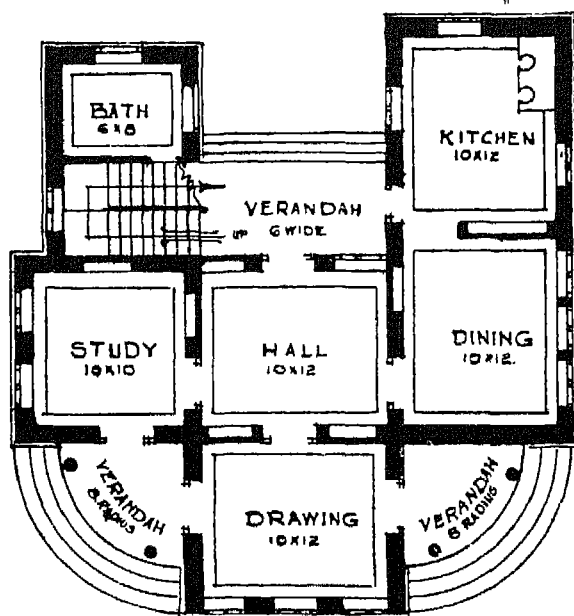 BATH
6X8
KITCHEN
10X12
VERANDAH
6 WIDE
UP
STUDY
10X10
HALL
10X12
DINING
10X12.
VERANDAH
8 RADIUS
DRAWING
10X12
VERANDAH
8 RADIUS